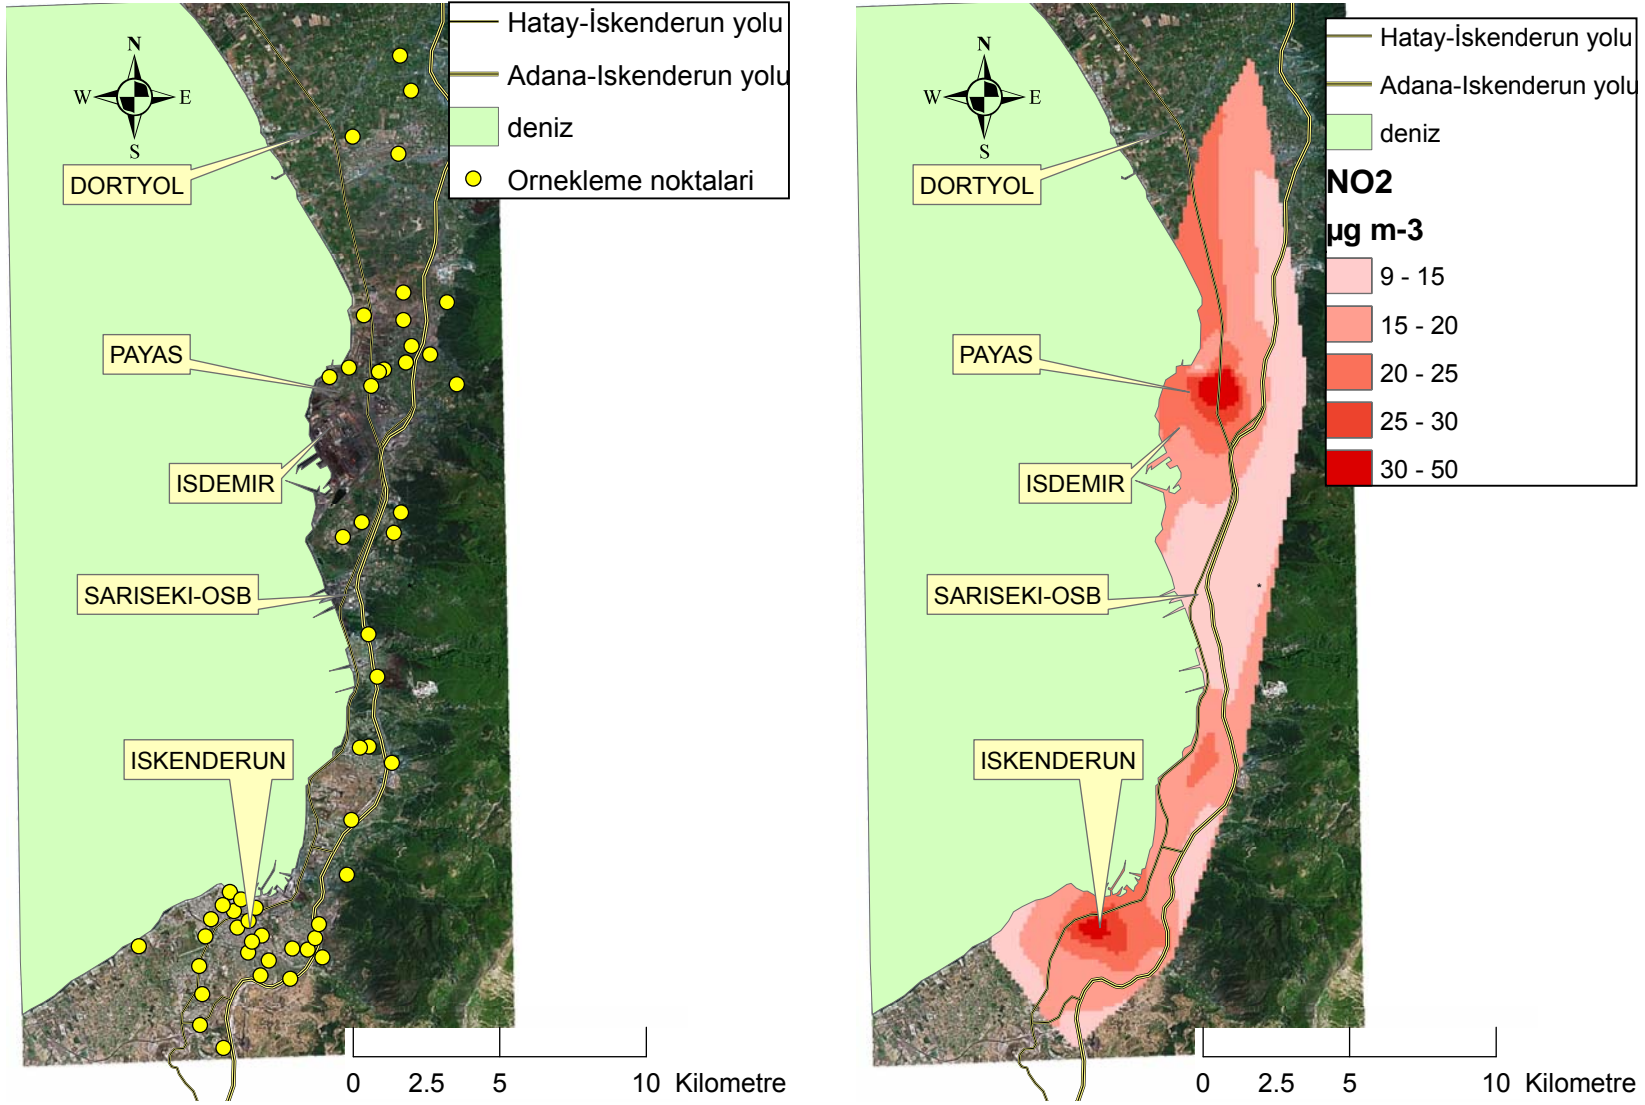 Hatay-İskenderun yolu
Adana-Iskenderun yolu
deniz
Ornekleme noktalari
N
W E
S
DORTYOL
PAYAS
ISDEMIR
SARISEKI-OSB
ISKENDERUN
0 2.5 5 10 Kilometre
Hatay-İskenderun yolu
Adana-Iskenderun yolu
deniz
NO2
µg m-3
9 - 15
15 - 20
20 - 25
25 - 30
30 - 50
N
W E
S
DORTYOL
PAYAS
ISDEMIR
SARISEKI-OSB
ISKENDERUN
0 2.5 5 10 Kilometre